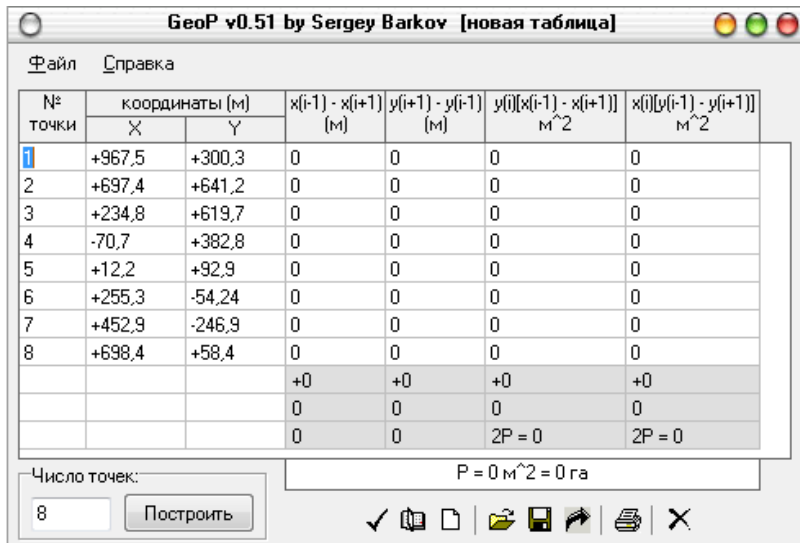 GeoP v0.51 by Sergey Barkov [новая таблица]
Файл Справка
№ точки координаты (м) X Y x(i-1) - x(i+1) (м) y(i+1) - y(i-1) (м) y(i)[x(i-1) - x(i+1)] м^2 x(i)[y(i-1) - y(i+1)] м^2
1 +967,5 +300,3 0 0 0 0
2 +697,4 +641,2 0 0 0 0
3 +234,8 +619,7 0 0 0 0
4 -70,7 +382,8 0 0 0 0
5 +12,2 +92,9 0 0 0 0
6 +255,3 -54,24 0 0 0 0
7 +452,9 -246,9 0 0 0 0
8 +698,4 +58,4 0 0 0 0
+0 +0 +0 +0
0 0 0 0
0 0 2P = 0 2P = 0
P = 0 м^2 = 0 га
Число точек:
8 Построить